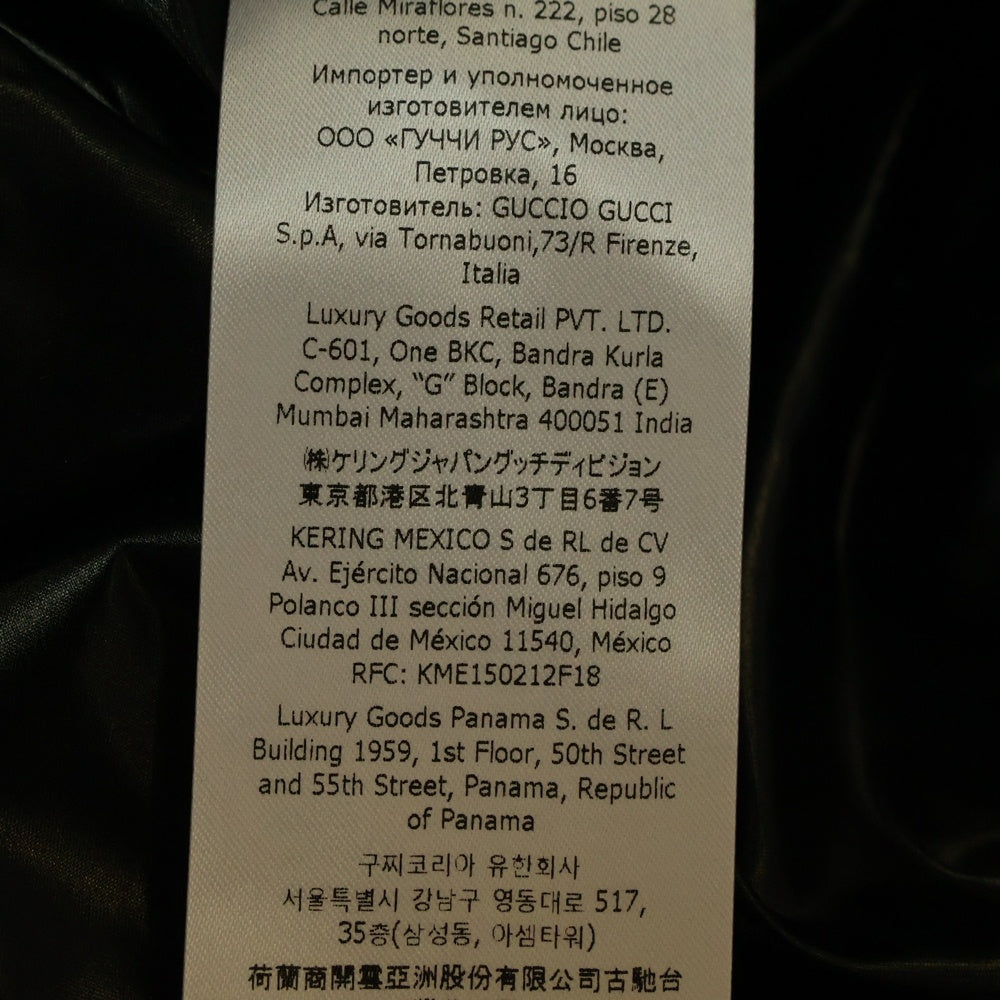 Calle Miraflores n. 222, piso 28
norte, Santiago Chile
Импортер и уполномоченное
изготовителем лицо:
ООО «ГУЧЧИ РУС», Москва,
Петровка, 16
Изготовитель: GUCCIO GUCCI
S.p.A, via Tornabuoni,73/R Firenze,
Italia
Luxury Goods Retail PVT. LTD.
C-601, One BKC, Bandra Kurla
Complex, “G” Block, Bandra (E)
Mumbai Maharashtra 400051 India
㈱ケリングジャパングッチディビジョン
東京都港区北青山3丁目6番7号
KERING MEXICO S de RL de CV
Av. Ejército Nacional 676, piso 9
Polanco III sección Miguel Hidalgo
Ciudad de México 11540, México
RFC: KME150212F18
Luxury Goods Panama S. de R. L
Building 1959, 1st Floor, 50th Street
and 55th Street, Panama, Republic
of Panama
구찌코리아 유한회사
서울특별시 강남구 영동대로 517,
35층(삼성동, 아셈타워)
荷蘭商開雲亞洲股份有限公司古馳台